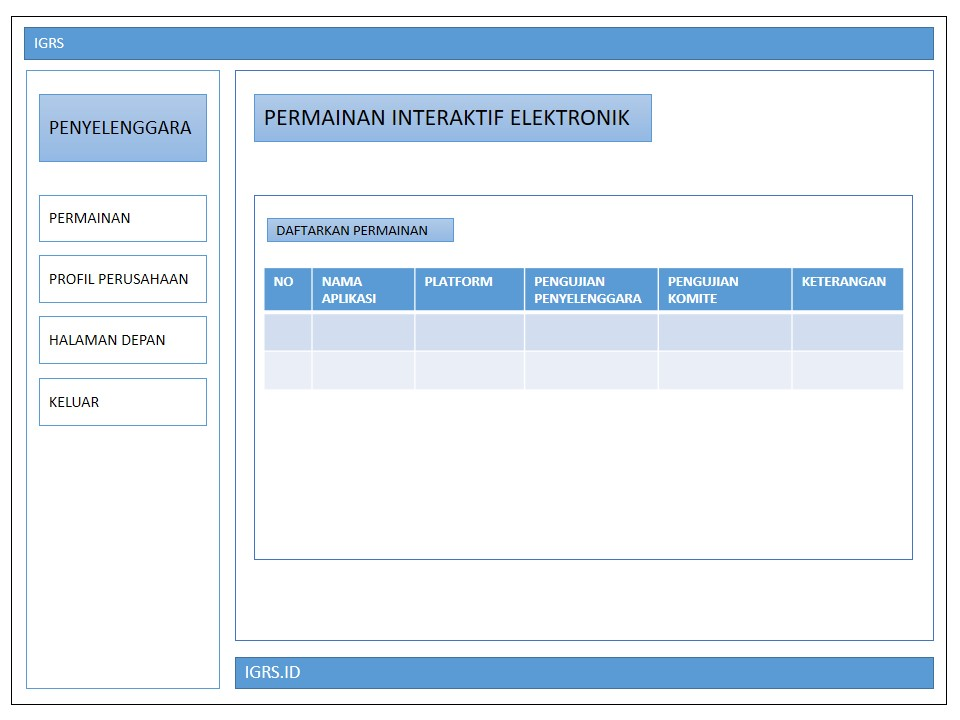 IGRS
PENYELENGGARA
PERMAINAN
PROFIL PERUSAHAAN
HALAMAN DEPAN
KELUAR
PERMAINAN INTERAKTIF ELEKTRONIK
DAFTARKAN PERMAINAN
NO
NAMA
APLIKASI
PLATFORM
PENGUJIAN
PENYELENGGARA
PENGUJIAN
KOMITE
KETERANGAN
IGRS.ID